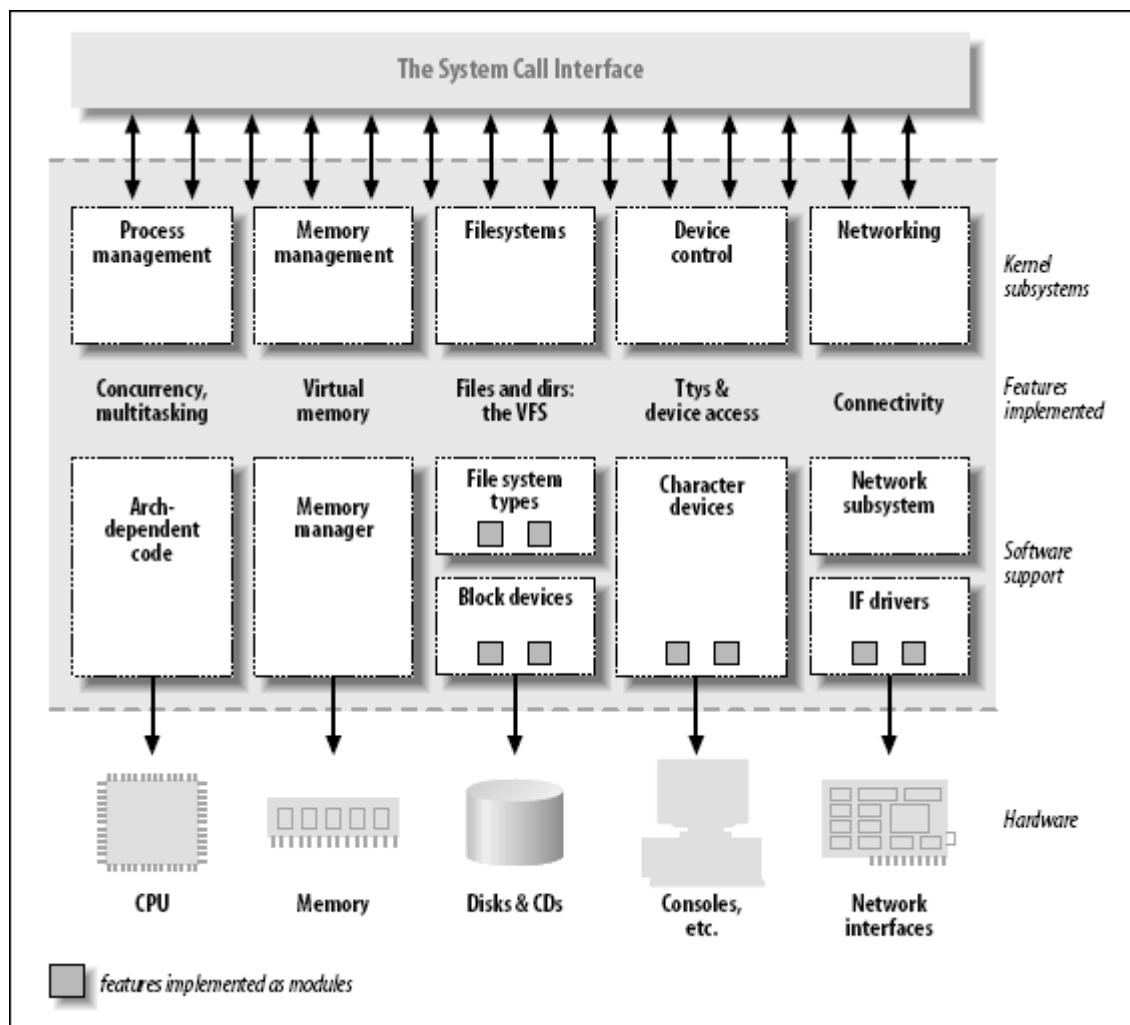 The System Call Interface
Process
management
Memory
management
Filesystems
Device
control
Networking
Kernel
subsystems
Concurrency,
multitasking
Virtual
memory
Files and dirs:
the VFS
Ttys &
device access
Connectivity
Features
implemented
Arch-
dependent
code
Memory
manager
File system
types
Block devices
Character
devices
Network
subsystem
IF drivers
Software
support
Hardware
CPU
Memory
Disks & CDs
Consoles,
etc.
Network
interfaces
features implemented as modules